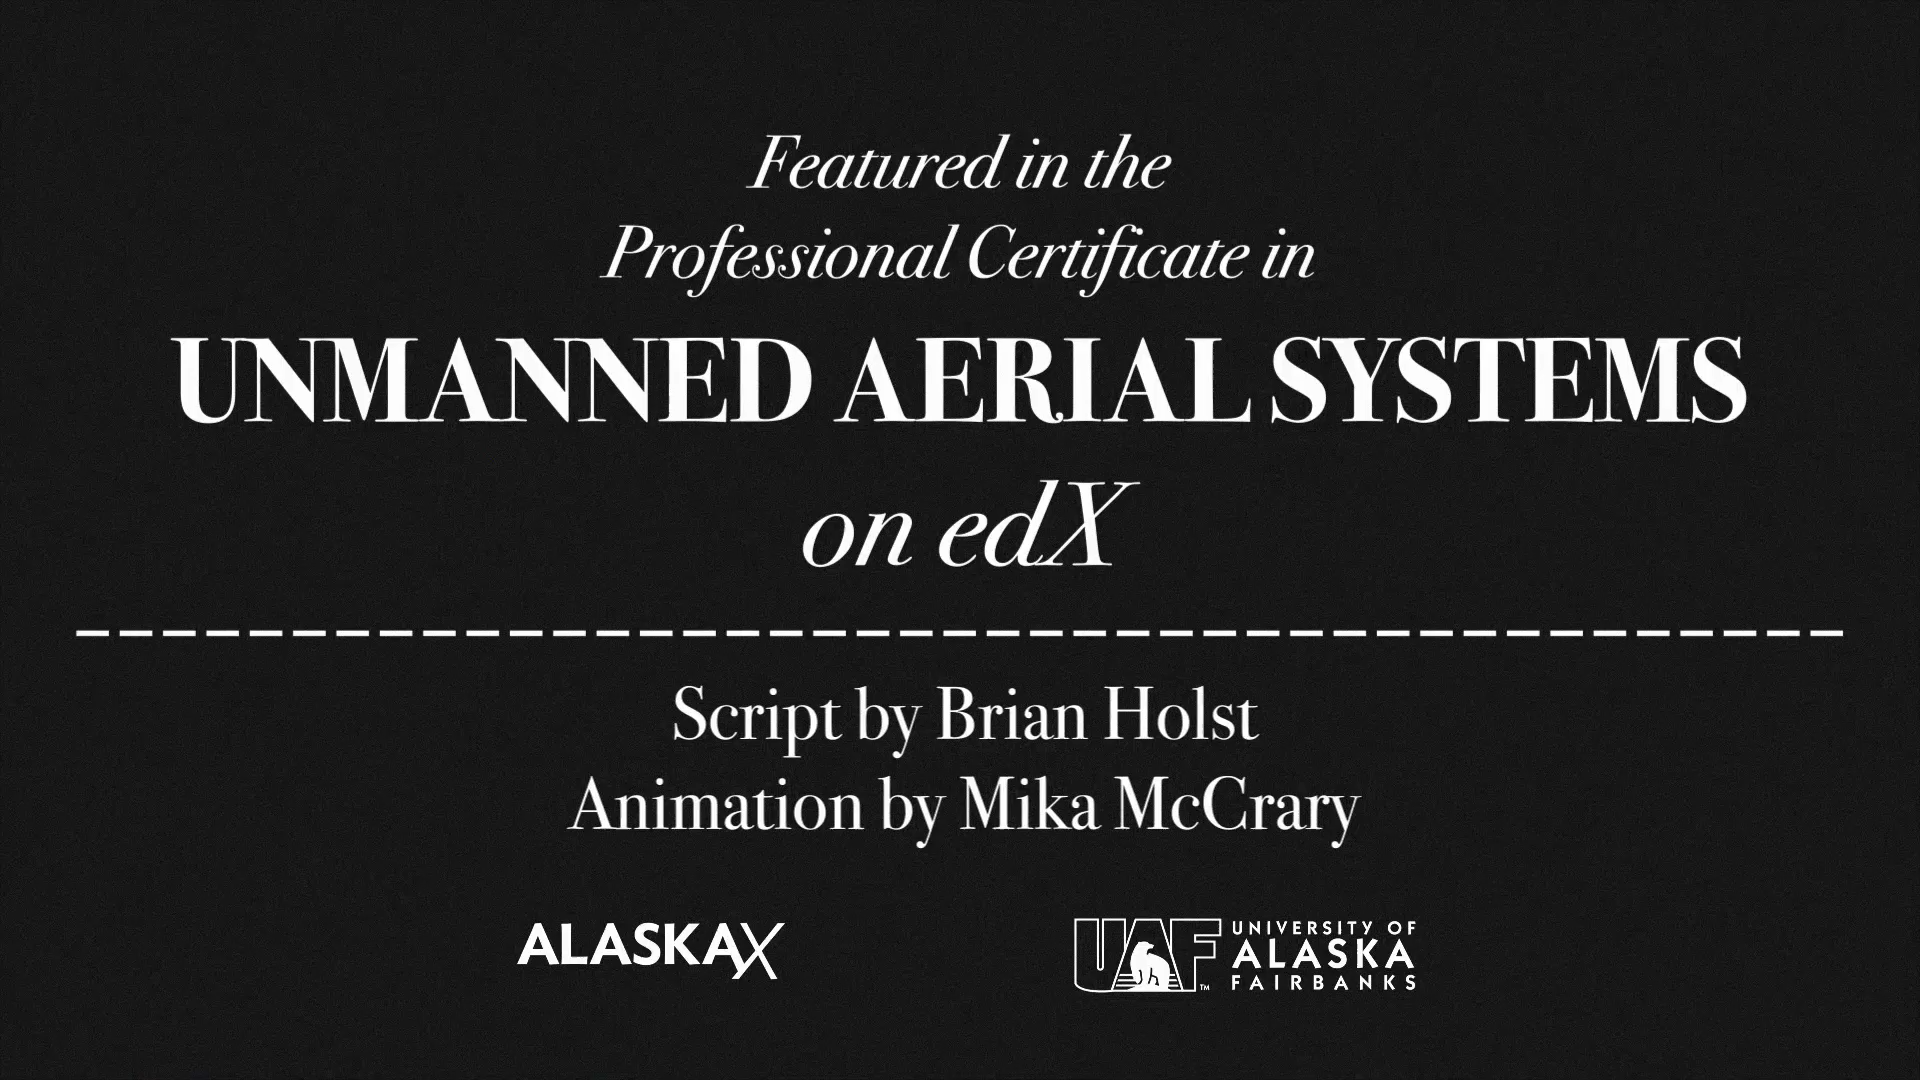 Featured in the
Professional Certificate in
UNMANNED AERIAL SYSTEMS
on edX
Script by Brian Holst
Animation by Mika McCrary
ALASKAX
UAF™
UNIVERSITY OF
ALASKA
FAIRBANKS